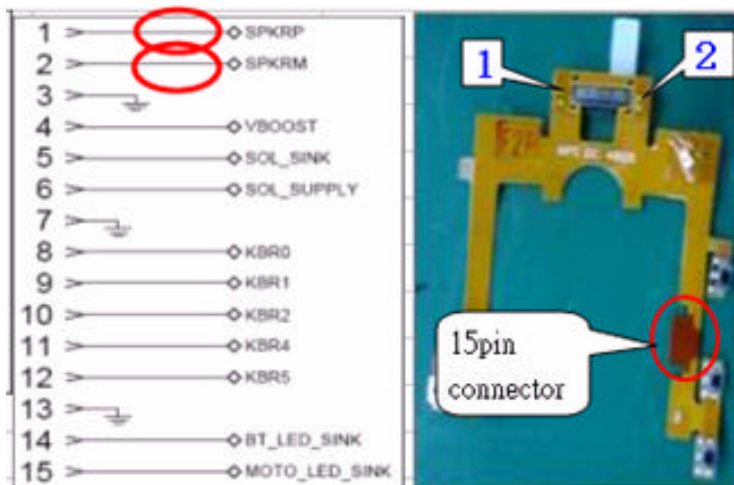 1 SPKRP
2 SPKRM
3
4 VBOOST
5 SOL_SINK
6 SOL_SUPPLY
7
8 KBR0
9 KBR1
10 KBR2
11 KBR4
12 KBR5
13
14 BT_LED_SINK
15 MOTO_LED_SINK
1
2
15pin
connector